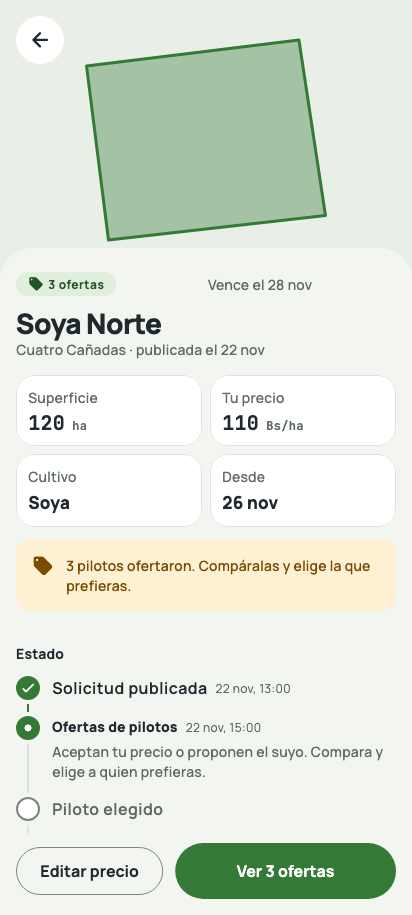 3 ofertas
Vence el 28 nov
Soya Norte
Cuatro Cañadas · publicada el 22 nov
Superficie
120 ha
Tu precio
110 Bs/ha
Cultivo
Soya
Desde
26 nov
3 pilotos ofertaron. Compáralas y elige la que
prefieras.
Estado
Solicitud publicada 22 nov, 13:00
Ofertas de pilotos 22 nov, 15:00
Aceptan tu precio o proponen el suyo. Compara y
elige a quien prefieras.
Piloto elegido
Editar precio
Ver 3 ofertas